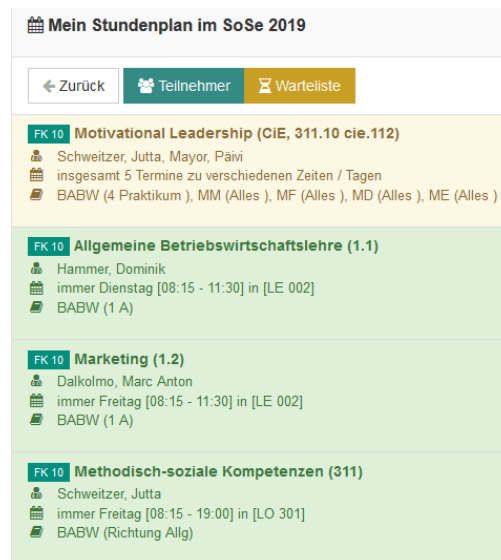 Mein Stundenplan im SoSe 2019
Zurück Teilnehmer Warteliste
FK 10 Motivational Leadership (CiE, 311.10 cie.112)
Schweitzer, Jutta, Mayor, Päivi
insgesamt 5 Termine zu verschiedenen Zeiten / Tagen
BABW (4 Praktikum ), MM (Alles ), MF (Alles ), MD (Alles ), ME (Alles )
FK 10 Allgemeine Betriebswirtschaftslehre (1.1)
Hammer, Dominik
immer Dienstag [08:15 - 11:30] in [LE 002]
BABW (1 A)
FK 10 Marketing (1.2)
Dalkolmo, Marc Anton
immer Freitag [08:15 - 11:30] in [LE 002]
BABW (1 A)
FK 10 Methodisch-soziale Kompetenzen (311)
Schweitzer, Jutta
immer Freitag [08:15 - 19:00] in [LO 301]
BABW (Richtung Allg)